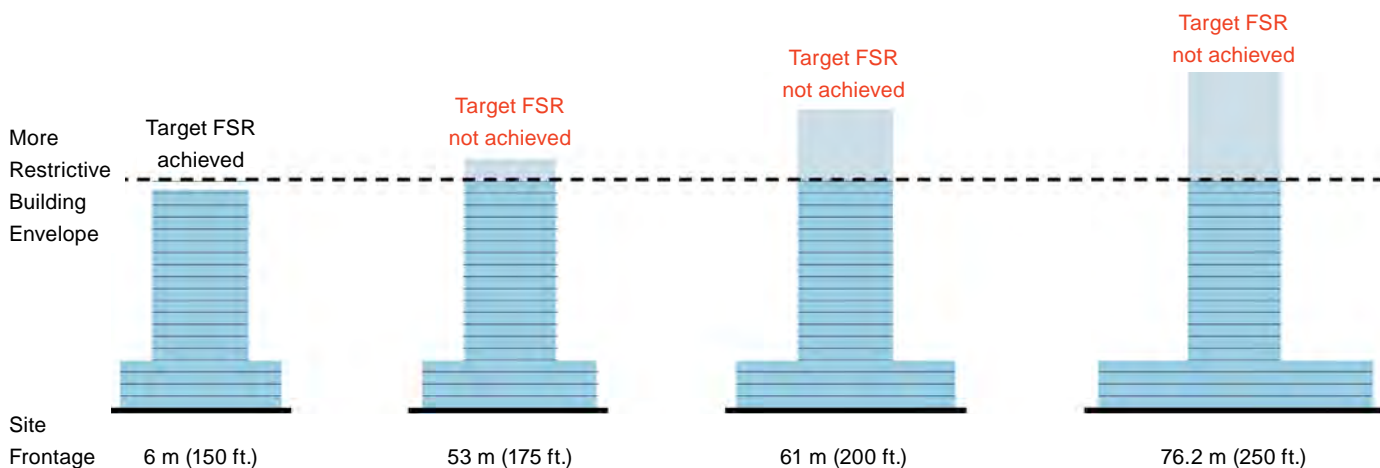 Target FSR
not achieved
Target FSR
not achieved
Target FSR
not achieved
Target FSR
achieved
More
Restrictive
Building
Envelope
Site
Frontage
6 m (150 ft.)
53 m (175 ft.)
61 m (200 ft.)
76.2 m (250 ft.)